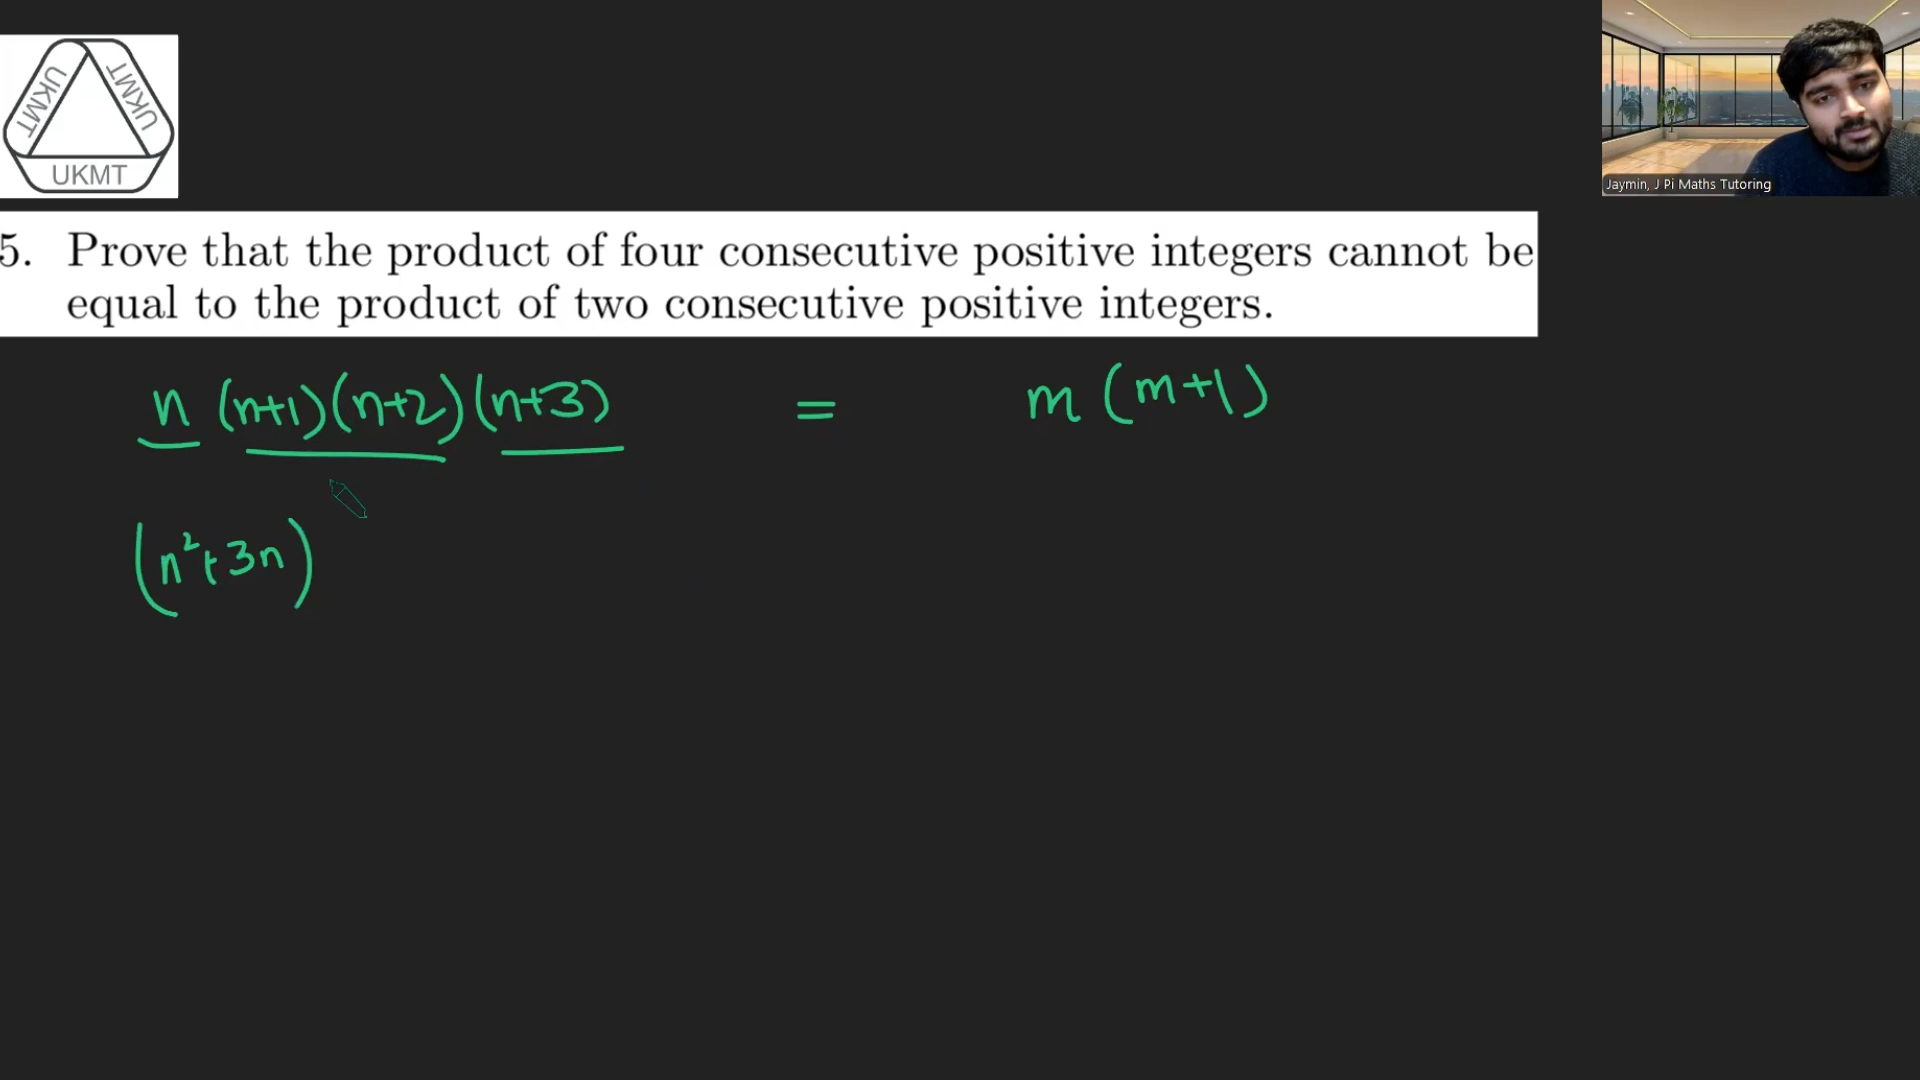 UKMT
UKMT
UKMT
Jaymin, J Pi Maths Tutoring
5. Prove that the product of four consecutive positive integers cannot be
equal to the product of two consecutive positive integers.
n (n+1)(n+2)(n+3) = m (m+1)
(n²+3n)